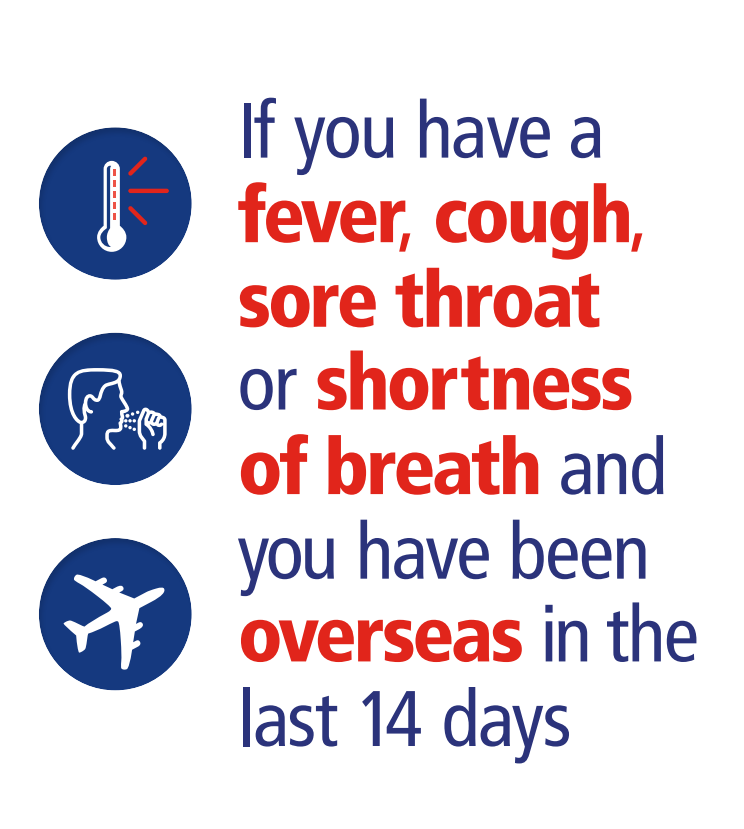 If you have a
fever, cough,
sore throat
or shortness
of breath and
you have been
overseas in the
last 14 days